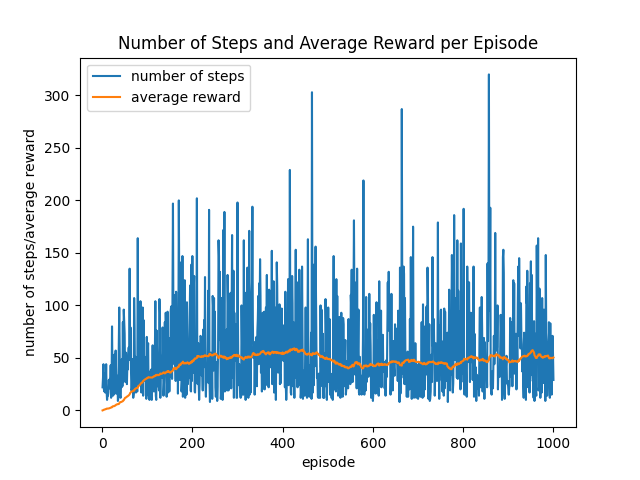 Number of Steps and Average Reward per Episode
number of steps
average reward
number of steps/average reward
300
250
200
150
100
50
0
0 200 400 600 800 1000
episode